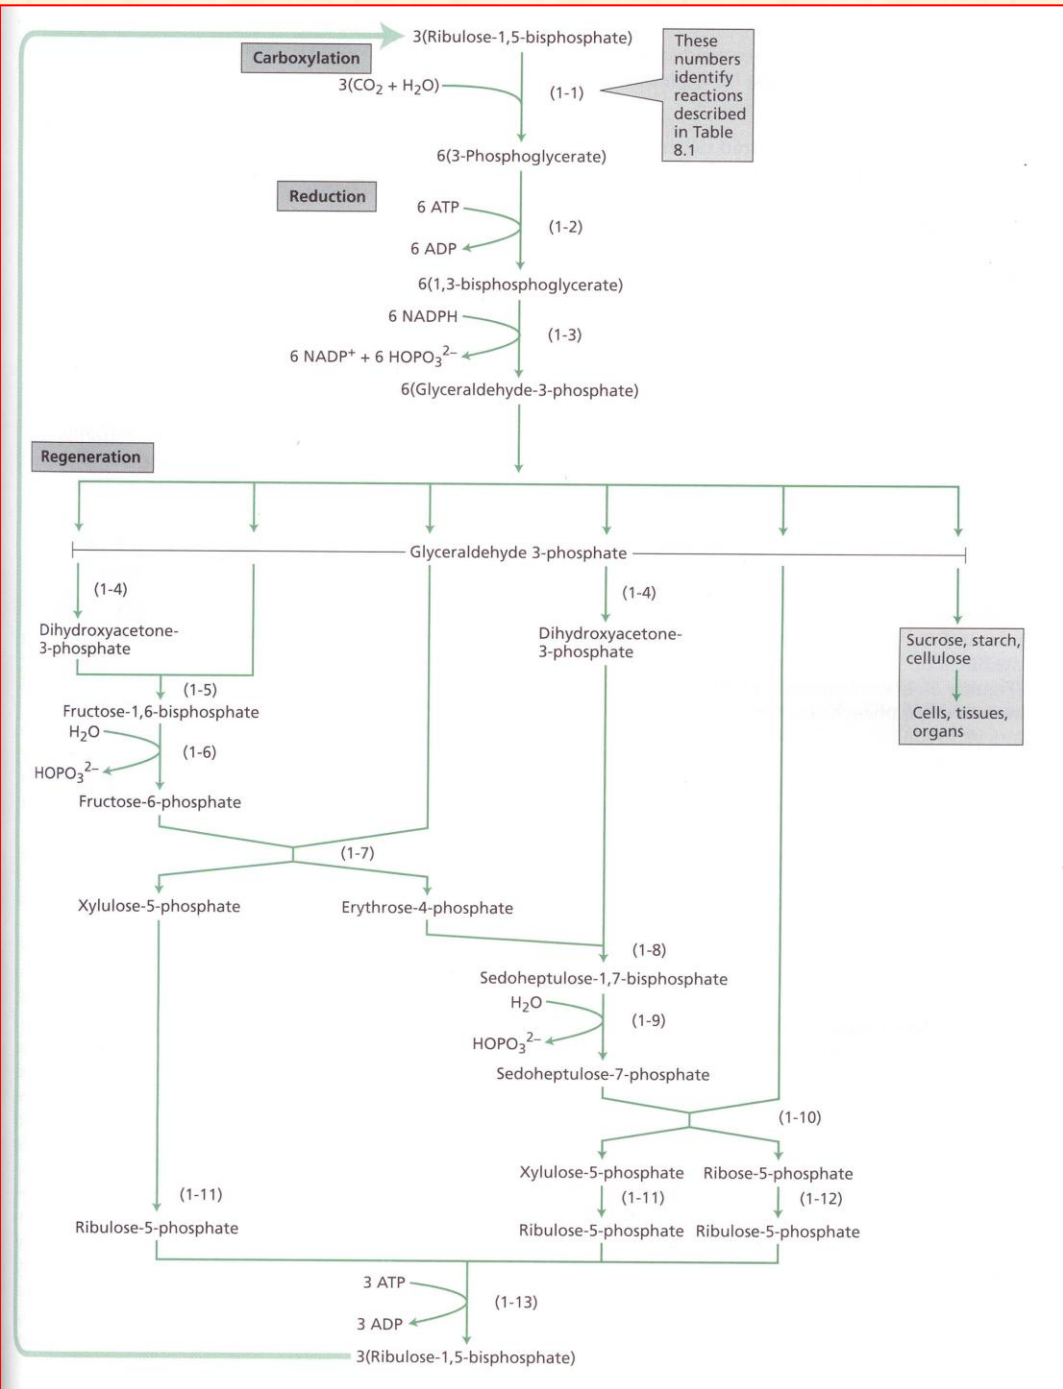 3(Ribulose-1,5-bisphosphate)
Carboxylation
3(CO₂ + H₂O)
(1-1)
These
numbers
identify
reactions
described
in Table
8.1
6(3-Phosphoglycerate)
Reduction
6 ATP
(1-2)
6 ADP
6(1,3-bisphosphoglycerate)
6 NADPH
(1-3)
6 NADP⁺ + 6 HOPO₃²⁻
6(Glyceraldehyde-3-phosphate)
Regeneration
Glyceraldehyde 3-phosphate
(1-4)
(1-4)
Dihydroxyacetone-
3-phosphate
Dihydroxyacetone-
3-phosphate
Sucrose, starch,
cellulose
Cells, tissues,
organs
(1-5)
Fructose-1,6-bisphosphate
H₂O
(1-6)
HOPO₃²⁻
Fructose-6-phosphate
(1-7)
Xylulose-5-phosphate
Erythrose-4-phosphate
(1-8)
Sedoheptulose-1,7-bisphosphate
H₂O
(1-9)
HOPO₃²⁻
Sedoheptulose-7-phosphate
(1-10)
Xylulose-5-phosphate
Ribose-5-phosphate
(1-11)
(1-11)
(1-12)
Ribulose-5-phosphate
Ribulose-5-phosphate
Ribulose-5-phosphate
3 ATP
(1-13)
3 ADP
3(Ribulose-1,5-bisphosphate)